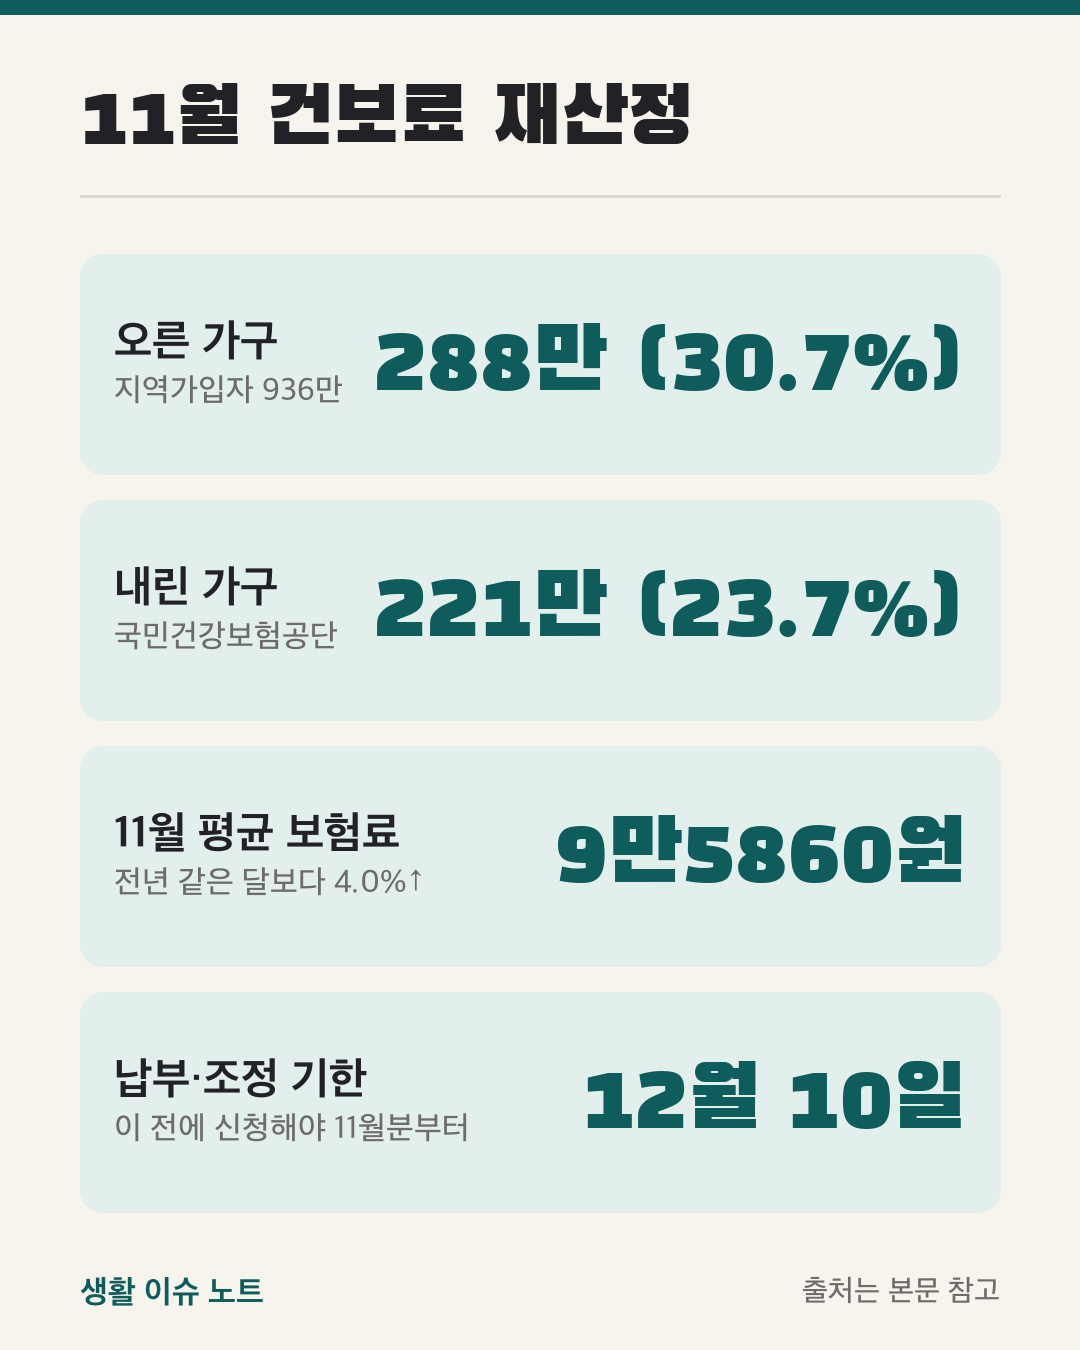 11월 건보료 재산정
오른 가구
지역가입자 936만
288만 (30.7%)
내린 가구
국민건강보험공단
221만 (23.7%)
11월 평균 보험료
전년 같은 달보다 4.0%↑
9만5860원
납부·조정 기한
이 전에 신청해야 11월분부터
12월 10일
생활 이슈 노트
출처는 본문 참고